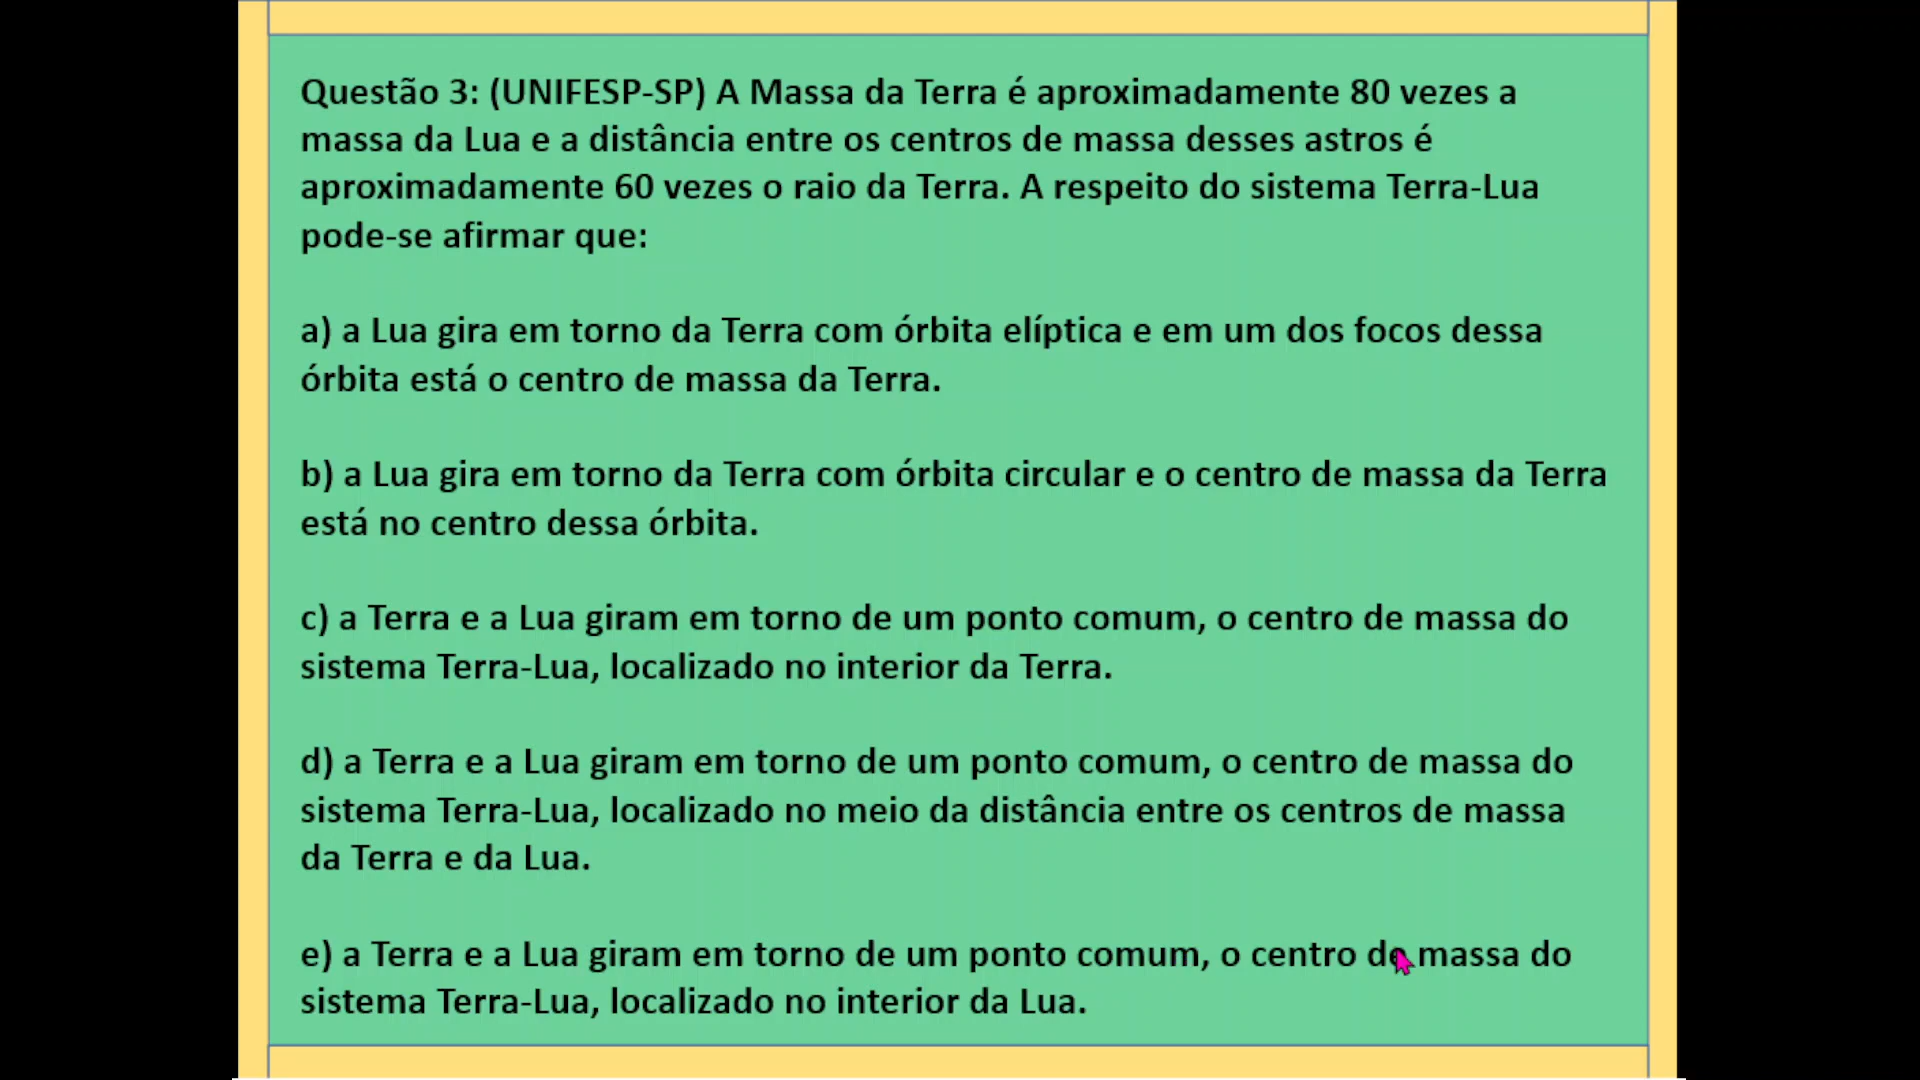 Questão 3: (UNIFESP-SP) A Massa da Terra é aproximadamente 80 vezes a
massa da Lua e a distância entre os centros de massa desses astros é
aproximadamente 60 vezes o raio da Terra. A respeito do sistema Terra-Lua
pode-se afirmar que:
a) a Lua gira em torno da Terra com órbita elíptica e em um dos focos dessa
órbita está o centro de massa da Terra.
b) a Lua gira em torno da Terra com órbita circular e o centro de massa da Terra
está no centro dessa órbita.
c) a Terra e a Lua giram em torno de um ponto comum, o centro de massa do
sistema Terra-Lua, localizado no interior da Terra.
d) a Terra e a Lua giram em torno de um ponto comum, o centro de massa do
sistema Terra-Lua, localizado no meio da distância entre os centros de massa
da Terra e da Lua.
e) a Terra e a Lua giram em torno de um ponto comum, o centro de massa do
sistema Terra-Lua, localizado no interior da Lua.